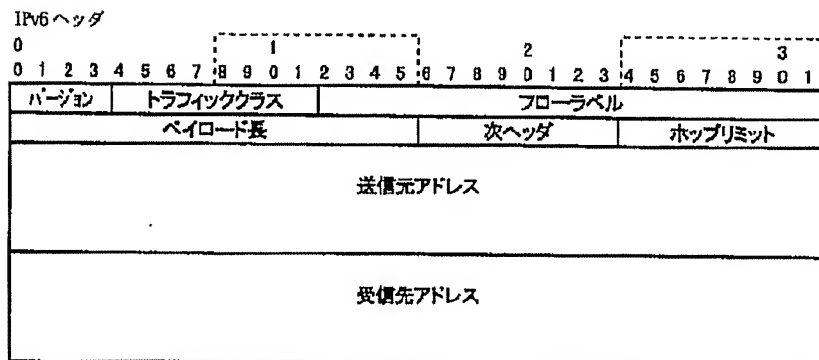 IPv6 ヘッダ
0 1 2 3
0 1 2 3 4 5 6 7 8 9 0 1 2 3 4 5 6 7 8 9 0 1 2 3 4 5 6 7 8 9 0 1
バージョン トラフィッククラス フローラベル
ペイロード長 次ヘッダ ホップリミット
送信元アドレス
受信先アドレス